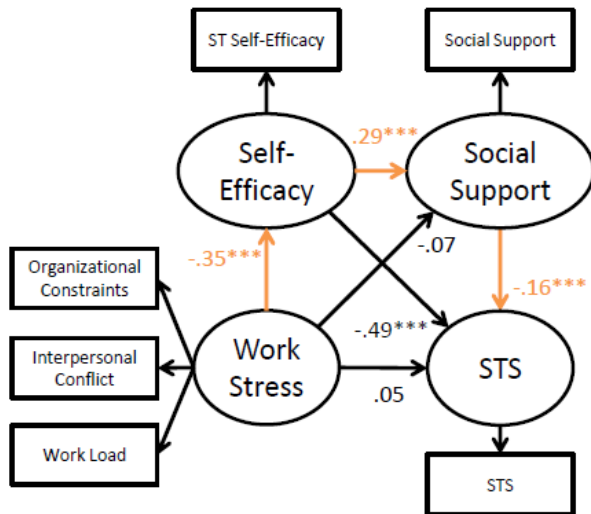 ST Self-Efficacy
Social Support
.29***
Self-
Efficacy
Social
Support
-.35***
-.07
Organizational
Constraints
-.16***
Interpersonal
Conflict
Work
Stress
-.49***
STS
.05
Work Load
STS